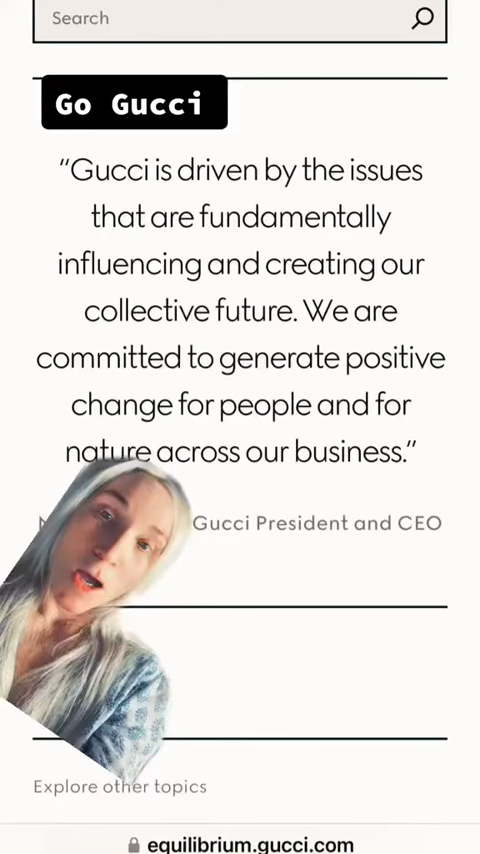 Search
Go Gucci
“Gucci is driven by the issues
that are fundamentally
influencing and creating our
collective future. We are
committed to generate positive
change for people and for
nature across our business.”
Gucci President and CEO
Explore other topics
equilibrium.gucci.com